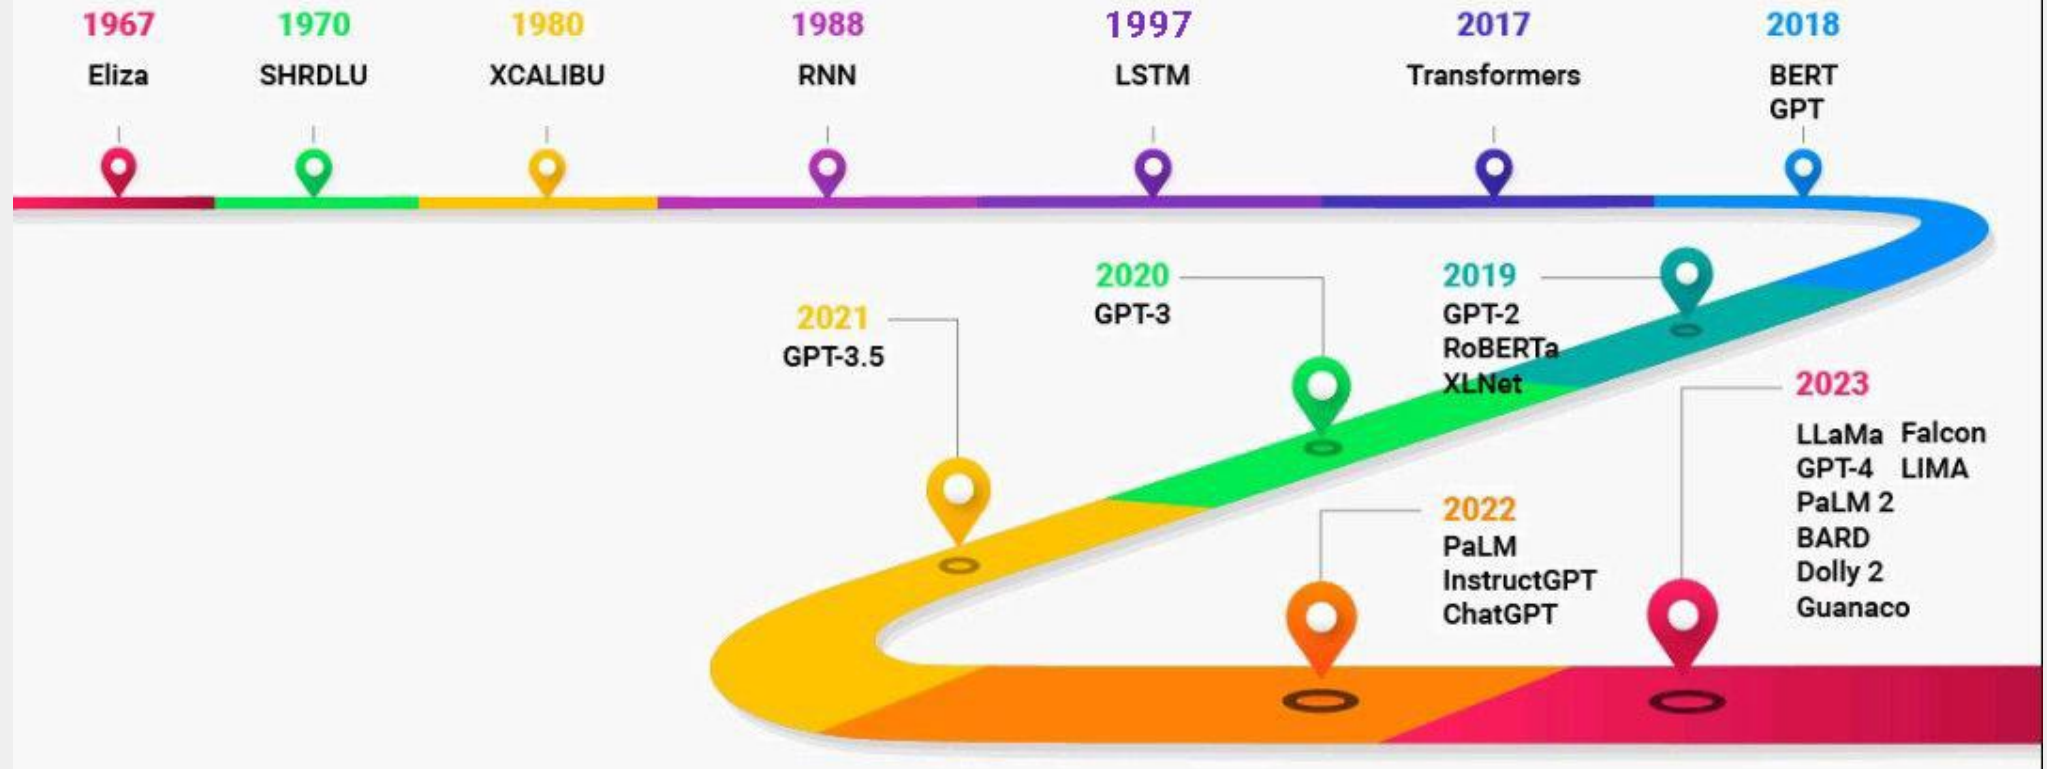 1967
Eliza
1970
SHRDLU
1980
XCALIBU
1988
RNN
1997
LSTM
2017
Transformers
2018
BERT
GPT
2019
GPT-2
RoBERTa
XLNet
2020
GPT-3
2021
GPT-3.5
2022
PaLM
InstructGPT
ChatGPT
2023
LLaMa Falcon
GPT-4 LIMA
PaLM 2
BARD
Dolly 2
Guanaco